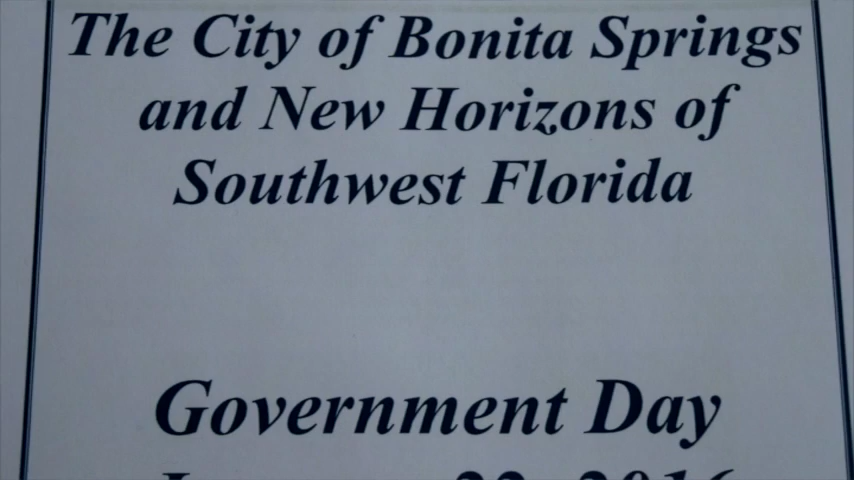 The City of Bonita Springs
and New Horizons of
Southwest Florida
Government Day